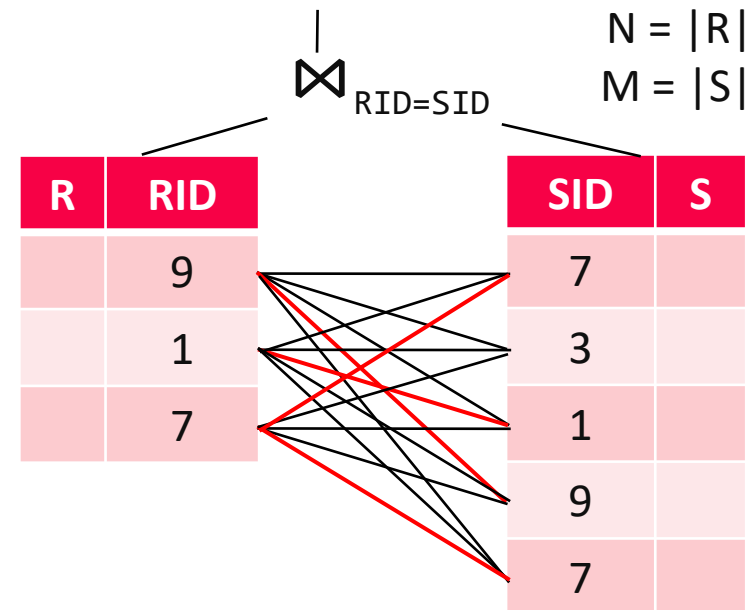 N = |R|
⋈ RID=SID
M = |S|
R RID
9
1
7
SID S
7
3
1
9
7